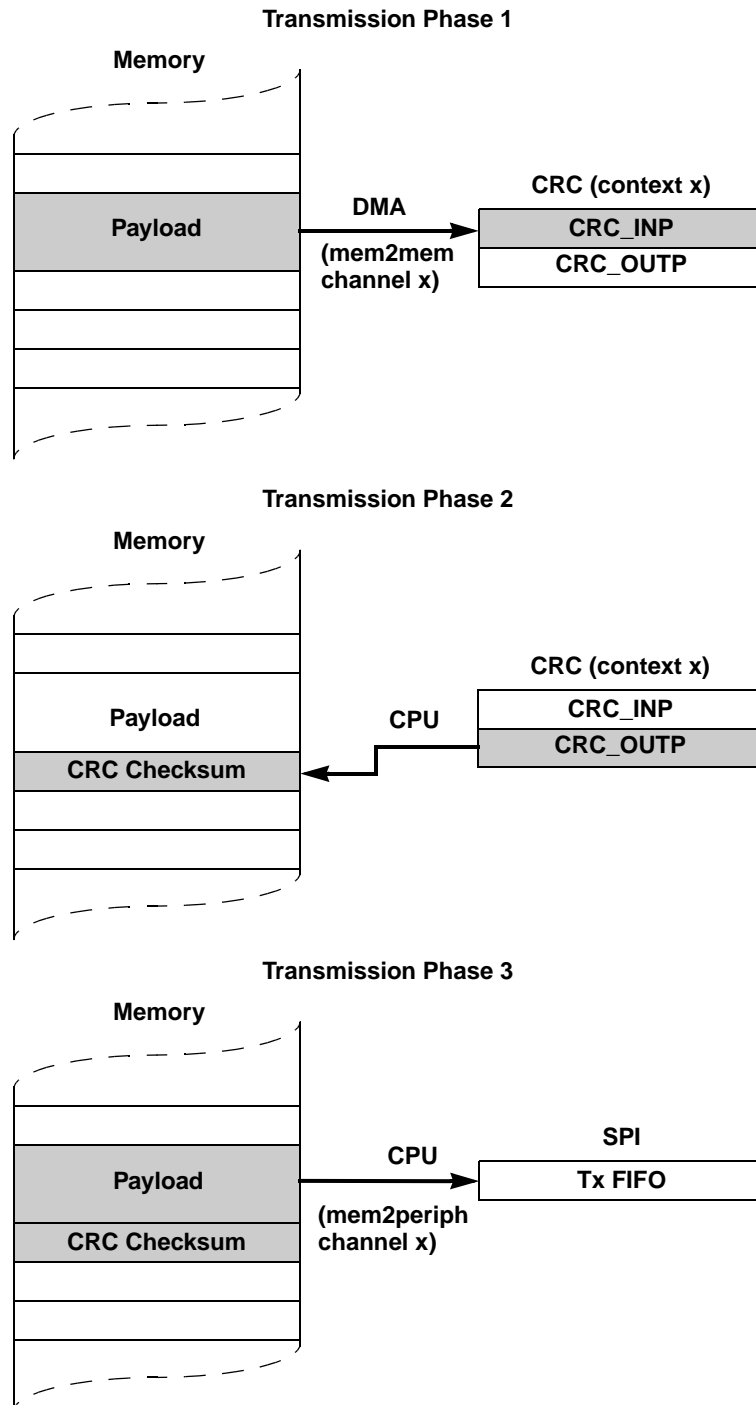 Transmission Phase 1
Memory
CRC (context x)
DMA
Payload
CRC_INP
(mem2mem
channel x)
CRC_OUTP
Transmission Phase 2
Memory
CRC (context x)
Payload
CPU
CRC_INP
CRC_OUTP
CRC Checksum
Transmission Phase 3
Memory
SPI
CPU
Payload
Tx FIFO
(mem2periph
channel x)
CRC Checksum